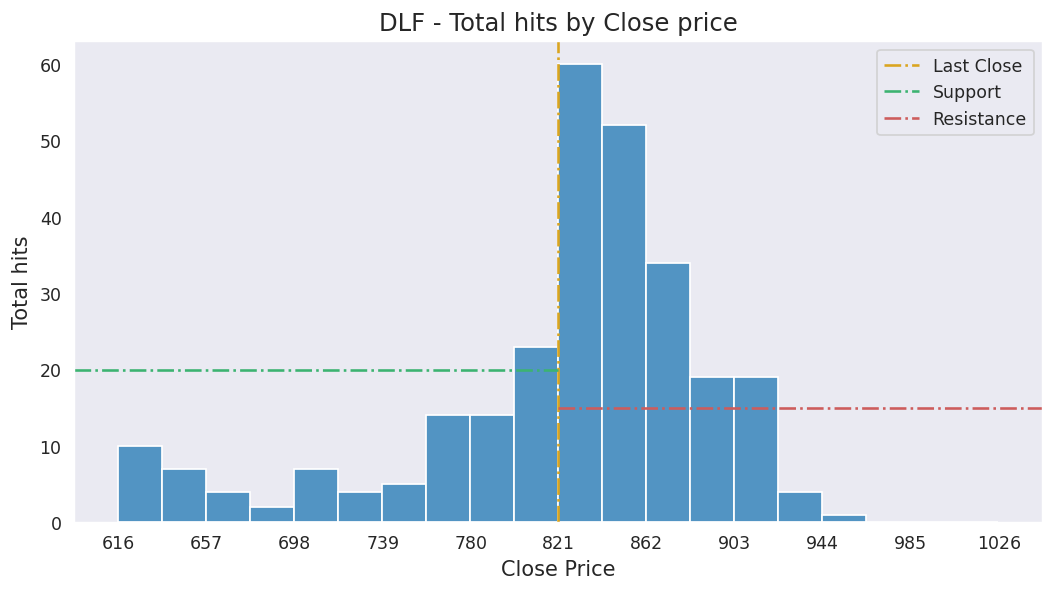 DLF - Total hits by Close price
Last Close
Support
Resistance
Total hits
60
50
40
30
20
10
0
616 657 698 739 780 821 862 903 944 985 1026
Close Price